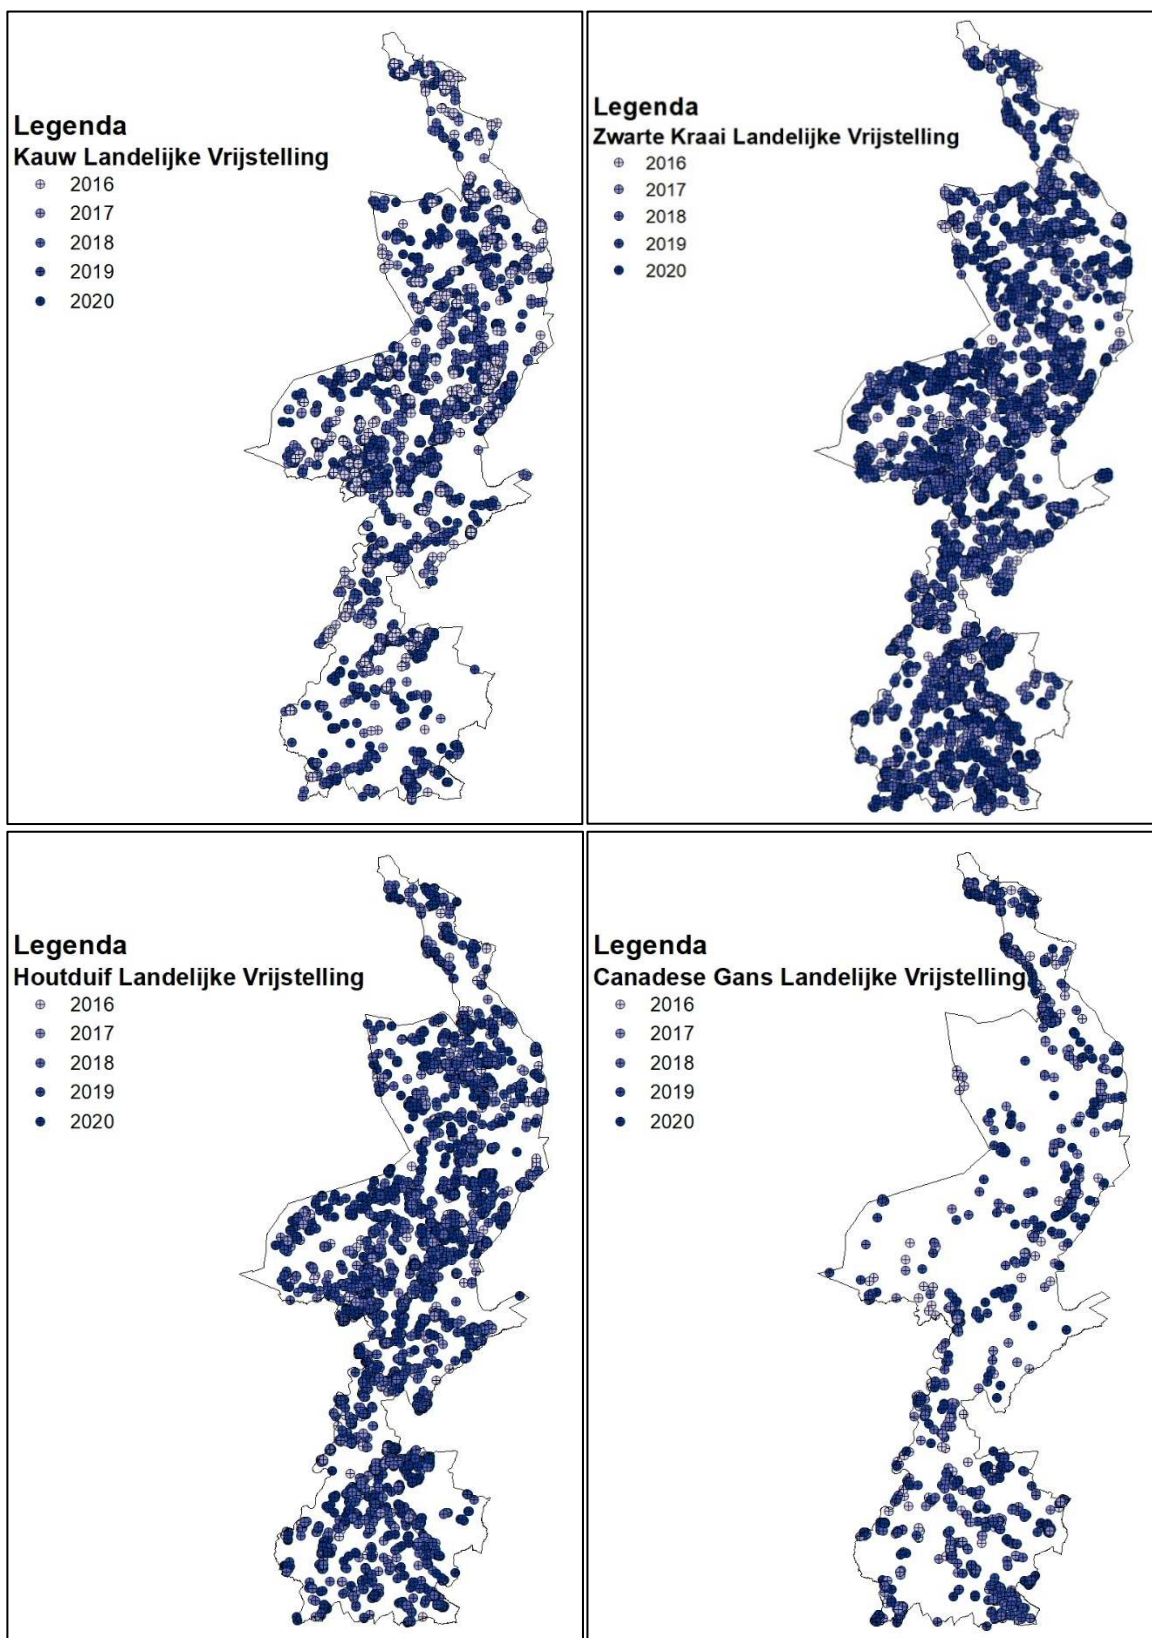 Legenda
Kauw Landelijke Vrijstelling
2016
2017
2018
2019
2020
Legenda
Zwarte Kraai Landelijke Vrijstelling
2016
2017
2018
2019
2020
Legenda
Houtduif Landelijke Vrijstelling
2016
2017
2018
2019
2020
Legenda
Canadese Gans Landelijke Vrijstelling
2016
2017
2018
2019
2020